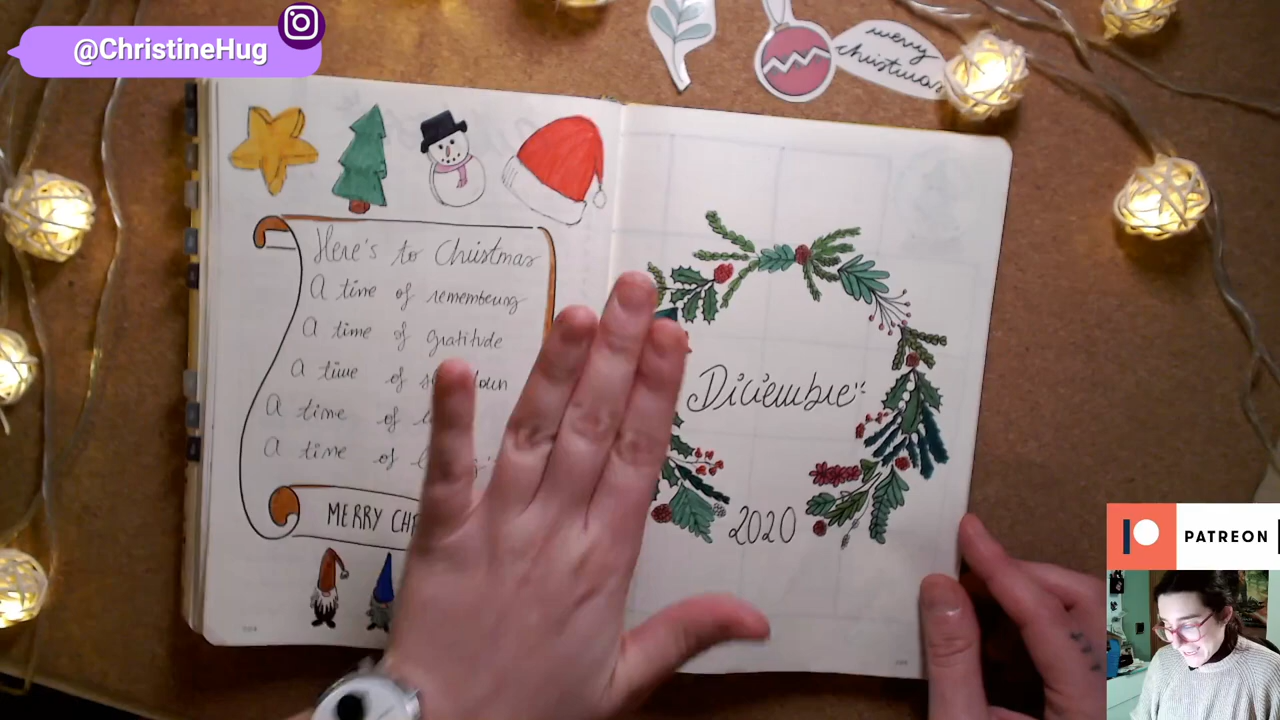 @ChristineHug
merry
christmas
Here's to Christmas
A time of remembering
A time of gratitude
A time of
A time of
A time of
MERRY
Diciembre
2020
PATREON